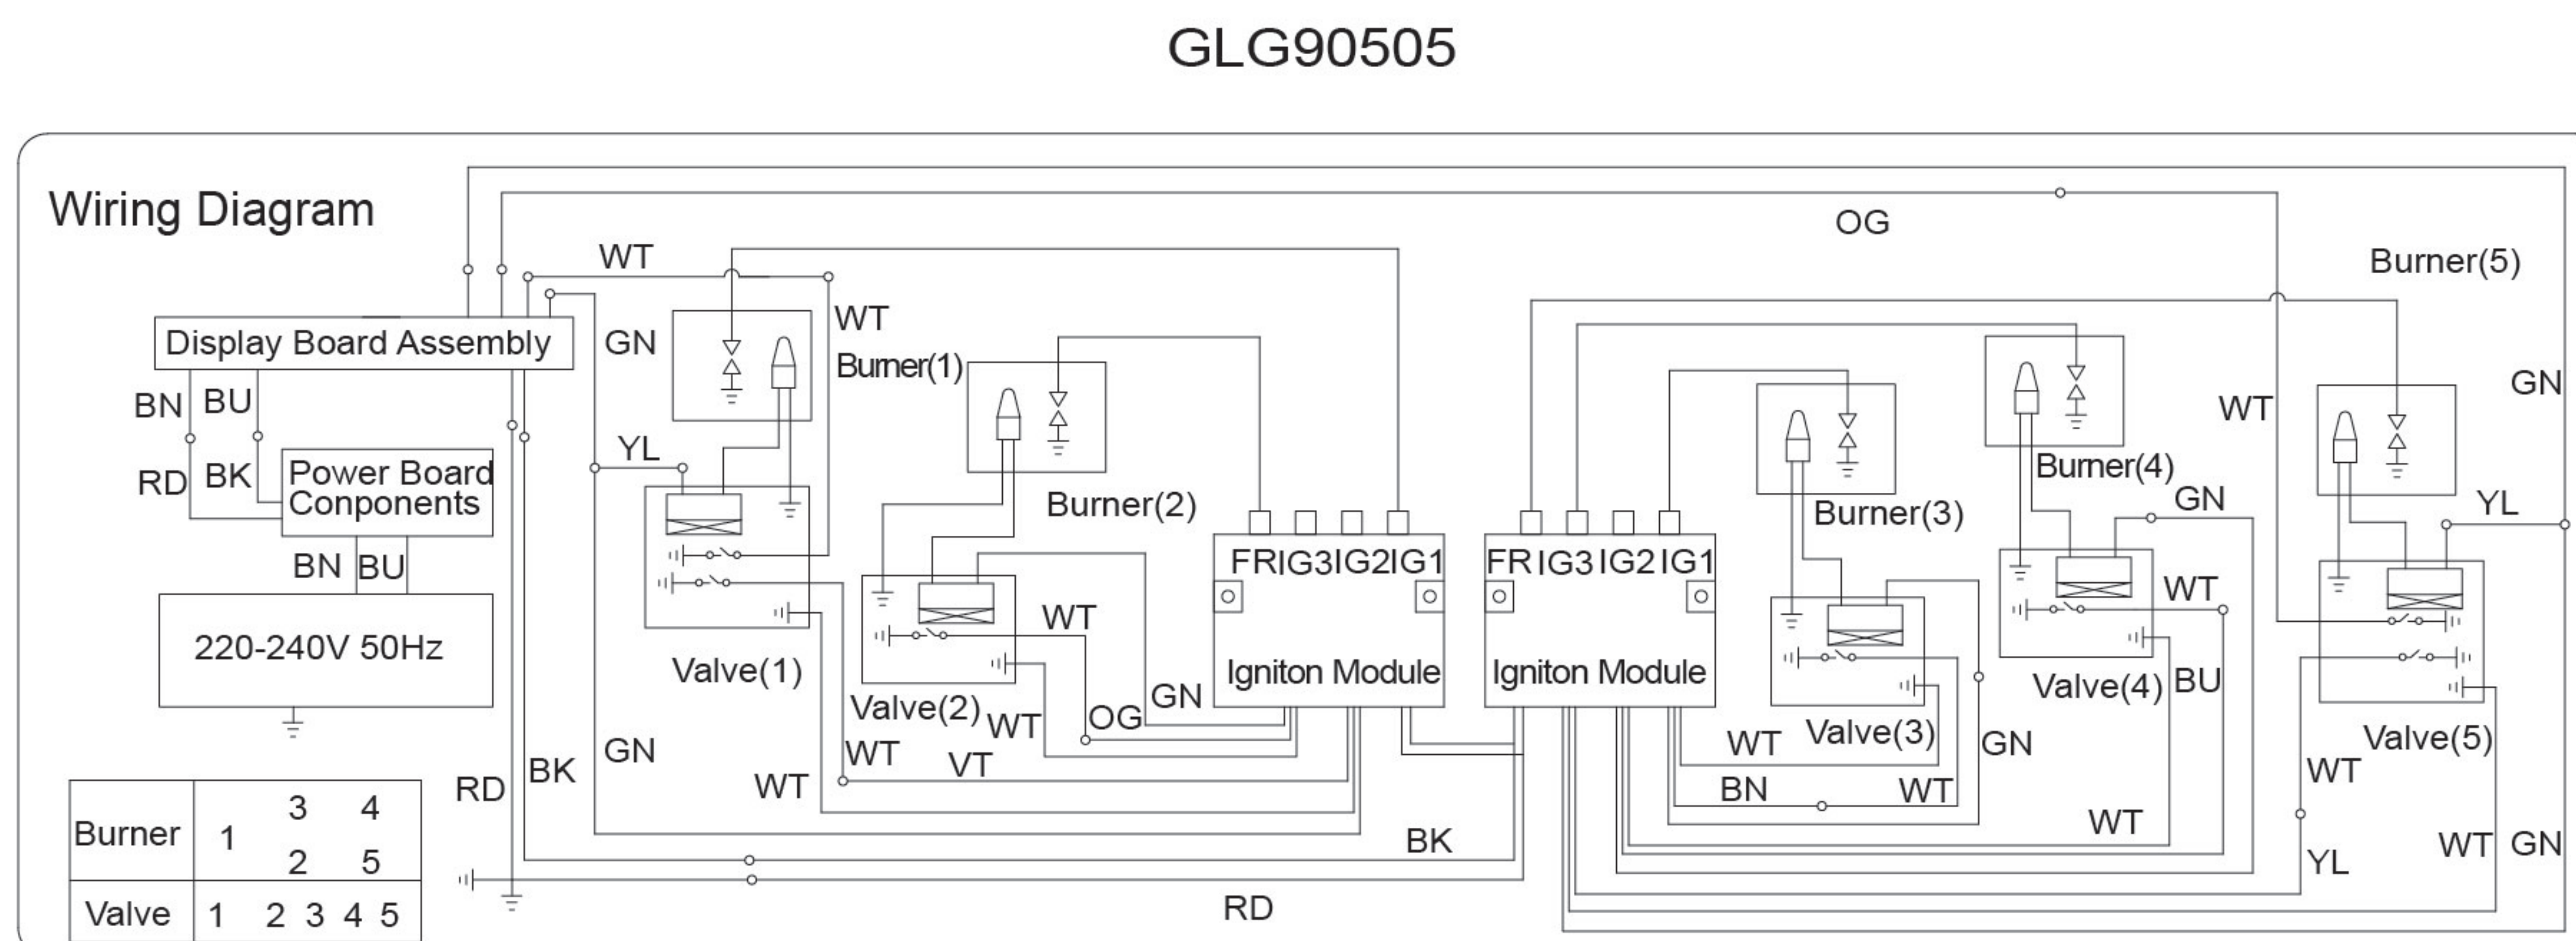 GLG90505
Wiring Diagram
OG
WT
Burner(5)
Display Board Assembly
GN
WT
Burner(1)
GN
BN
BU
WT
YL
Burner(4)
RD
BK
Power Board
Conponents
Burner(2)
Burner(3)
GN
YL
BN
BU
FR
IG3
IG2
IG1
FR
IG3
IG2
IG1
WT
WT
220-240V 50Hz
Valve(1)
Igniton Module
Igniton Module
Valve(4)
BU
Valve(2)
WT
OG
GN
Valve(3)
Valve(5)
GN
WT
VT
WT
GN
WT
RD
BK
WT
BN
WT
Burner
1
3
4
2
5
BK
WT
WT
GN
YL
Valve
1
2
3
4
5
RD